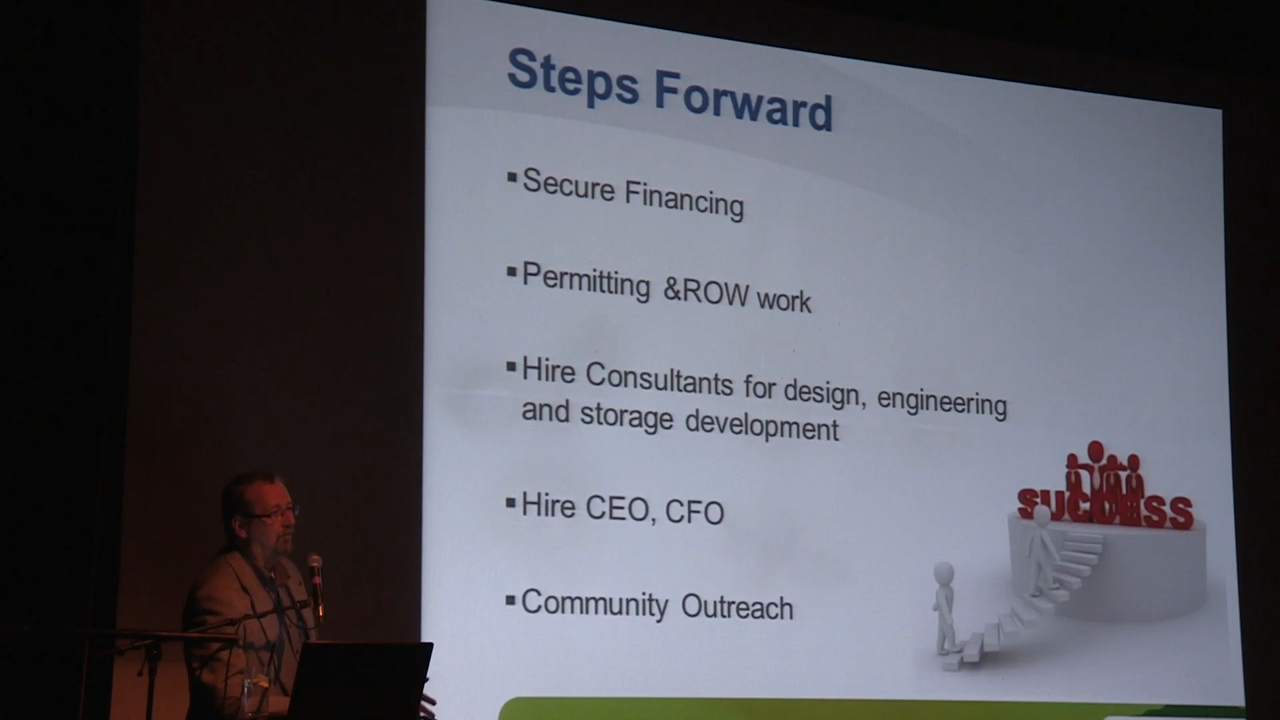 Steps Forward
▪Secure Financing
▪Permitting &ROW work
▪Hire Consultants for design, engineering
and storage development
▪Hire CEO, CFO
▪Community Outreach
SUCCESS